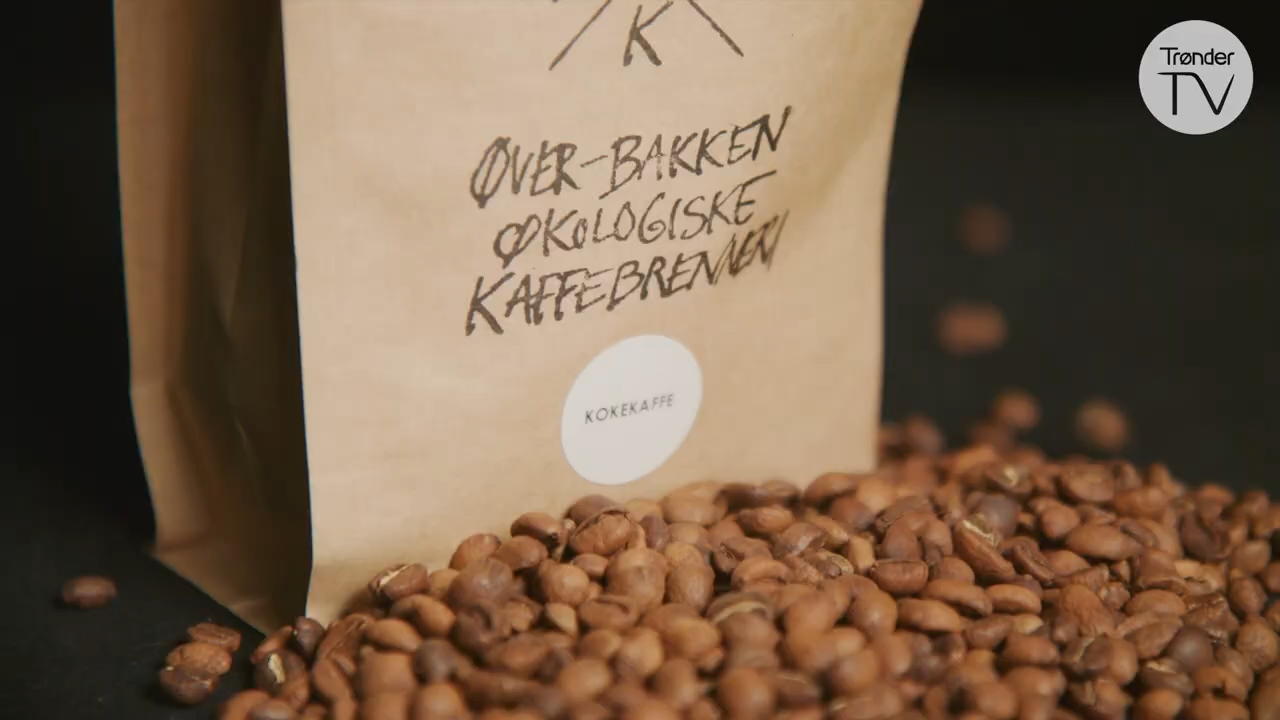 Trønder
TV
K
ØVER-BAKKEN
ØKOLOGISKE
KAFFEBRENNERI
KOKEKAFFE